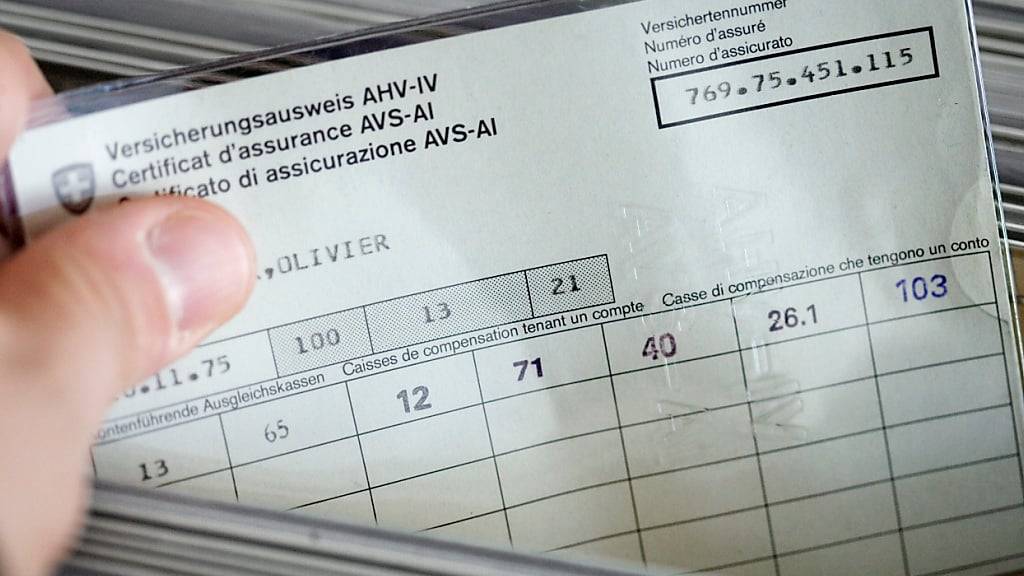 Versichertennummer
Numéro d'assuré
Numero d'assicurato
769.75.451.115
Versicherungsausweis AHV-IV
Certificat d'assurance AVS-AI
di assicurazione AVS-AI
,OLIVIER
.11.75 100 13 21
Ausgleichskassen Caisses de compensation tenant un compte Casse di compensazione che tengono un conto
13 65 12 71 40 26.1 103